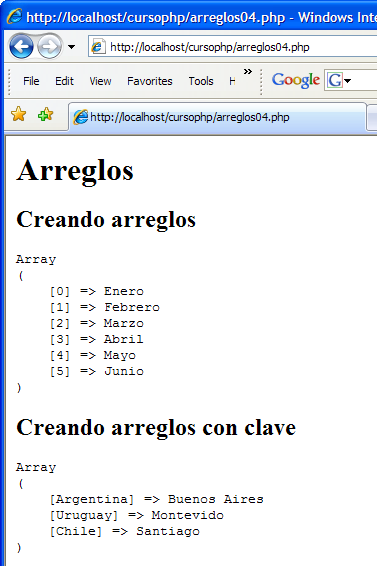 http://localhost/cursophp/arreglos04.php - Windows Inte
http://localhost/cursophp/arreglos04.php
File View Favorites Tools H » Google G
http://localhost/cursophp/arreglos04.php
Arreglos
Creando arreglos
Array
(
[0] => Enero
[1] => Febrero
[2] => Marzo
[3] => Abril
[4] => Mayo
[5] => Junio
)
Creando arreglos con clave
Array
(
[Argentina] => Buenos Aires
[Uruguay] => Montevido
[Chile] => Santiago
)